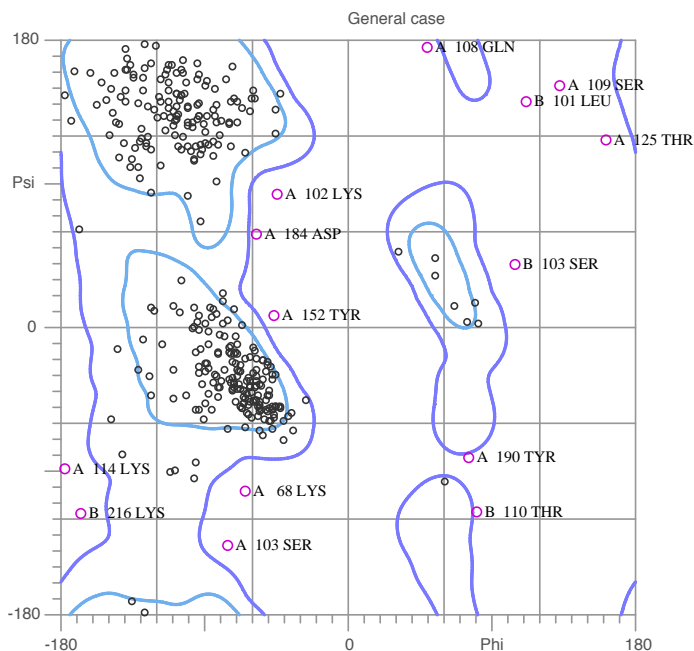 General case
180
A 108 GLN
A 109 SER
B 101 LEU
A 125 THR
Psi
A 102 LYS
A 184 ASP
B 103 SER
A 152 TYR
0
A 190 TYR
A 114 LYS
A 68 LYS
B 216 LYS
B 110 THR
A 103 SER
-180
-180 0 Phi 180